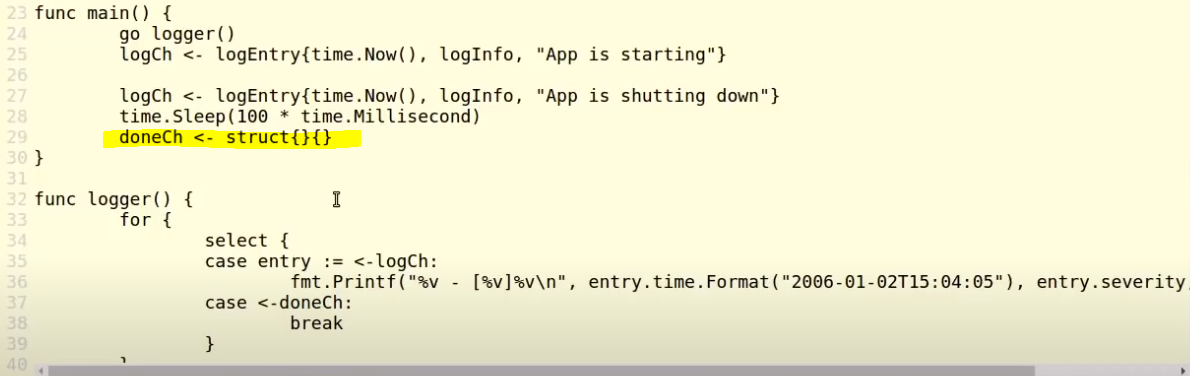 23 func main() {
24 go logger()
25 logCh <- logEntry{time.Now(), logInfo, "App is starting"}
26
27 logCh <- logEntry{time.Now(), logInfo, "App is shutting down"}
28 time.Sleep(100 * time.Millisecond)
29 doneCh <- struct{}{}
30 }
31
32 func logger() {
33 for {
34 select {
35 case entry := <-logCh:
36 fmt.Printf("%v - [%v]%v\n", entry.time.Format("2006-01-02T15:04:05"), entry.severity,
37 case <-doneCh:
38 break
39 }
40 }